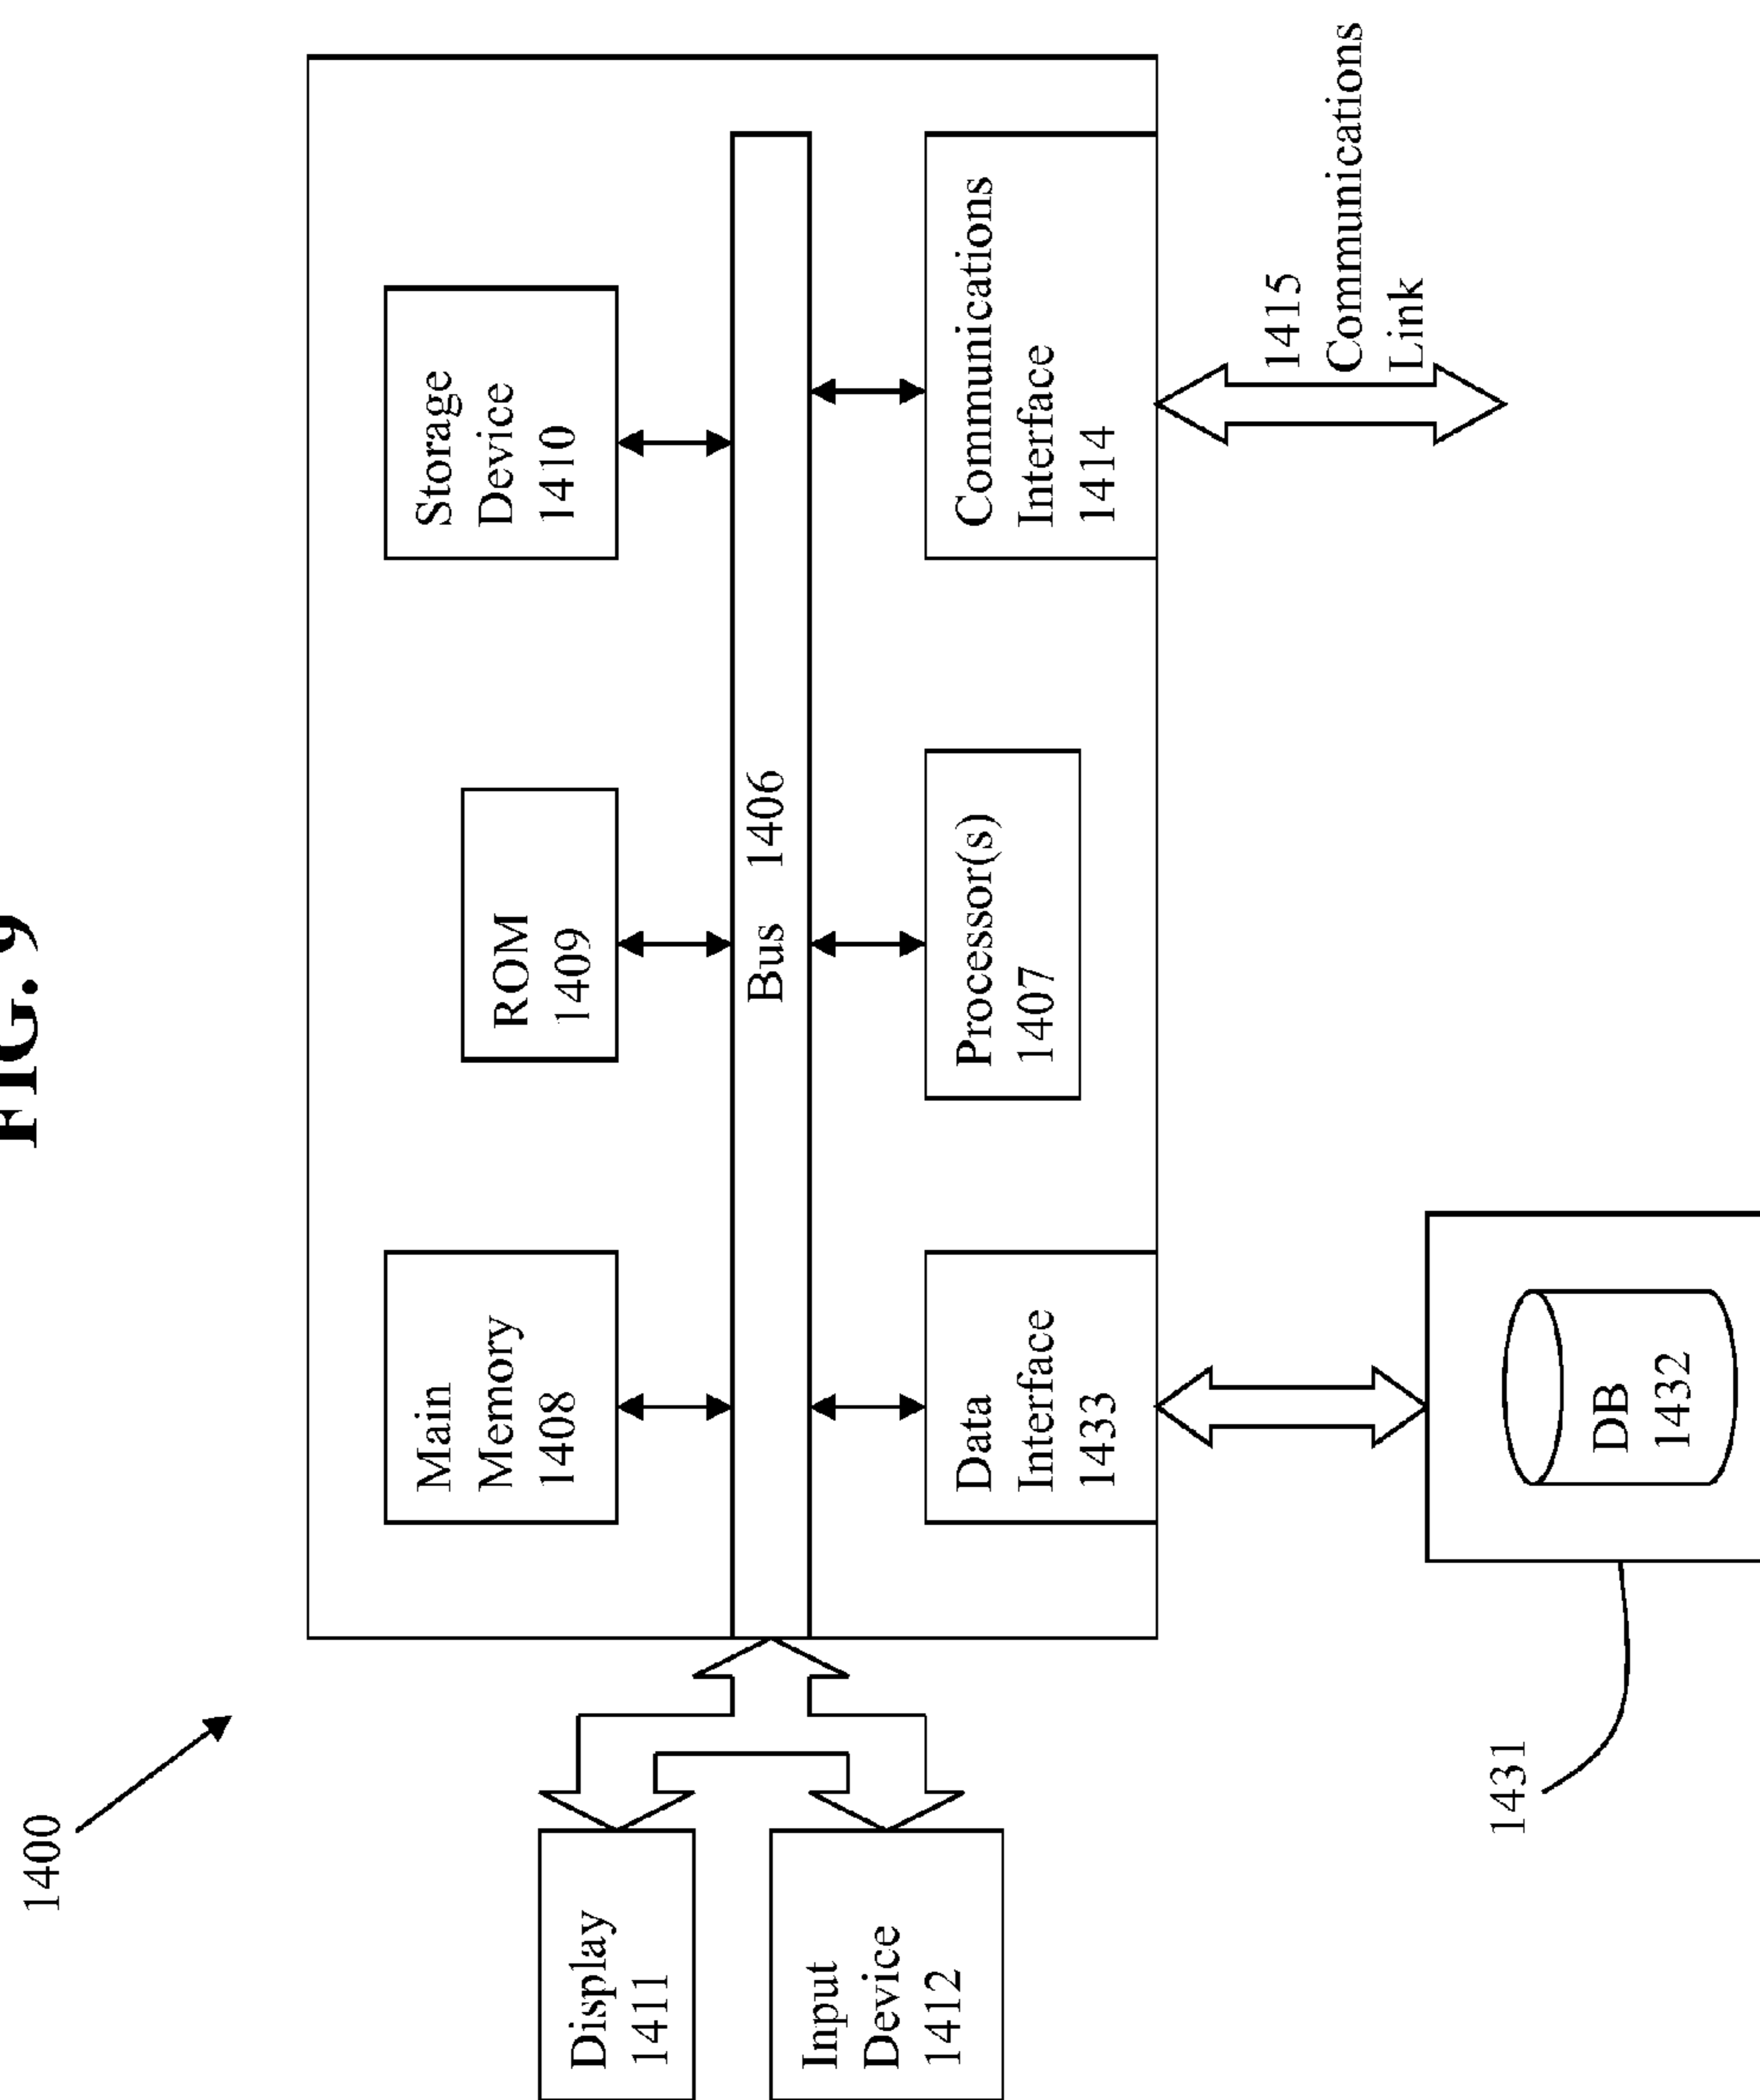 FIG. 9
1400
Main
Memory
1408
ROM
1409
Storage
Device
1410
Display
1411
Bus 1406
Input
Device
1412
Data
Interface
1433
Processor(s)
1407
Communications
Interface
1414
1415
Communications
Link
1431
DB
1432